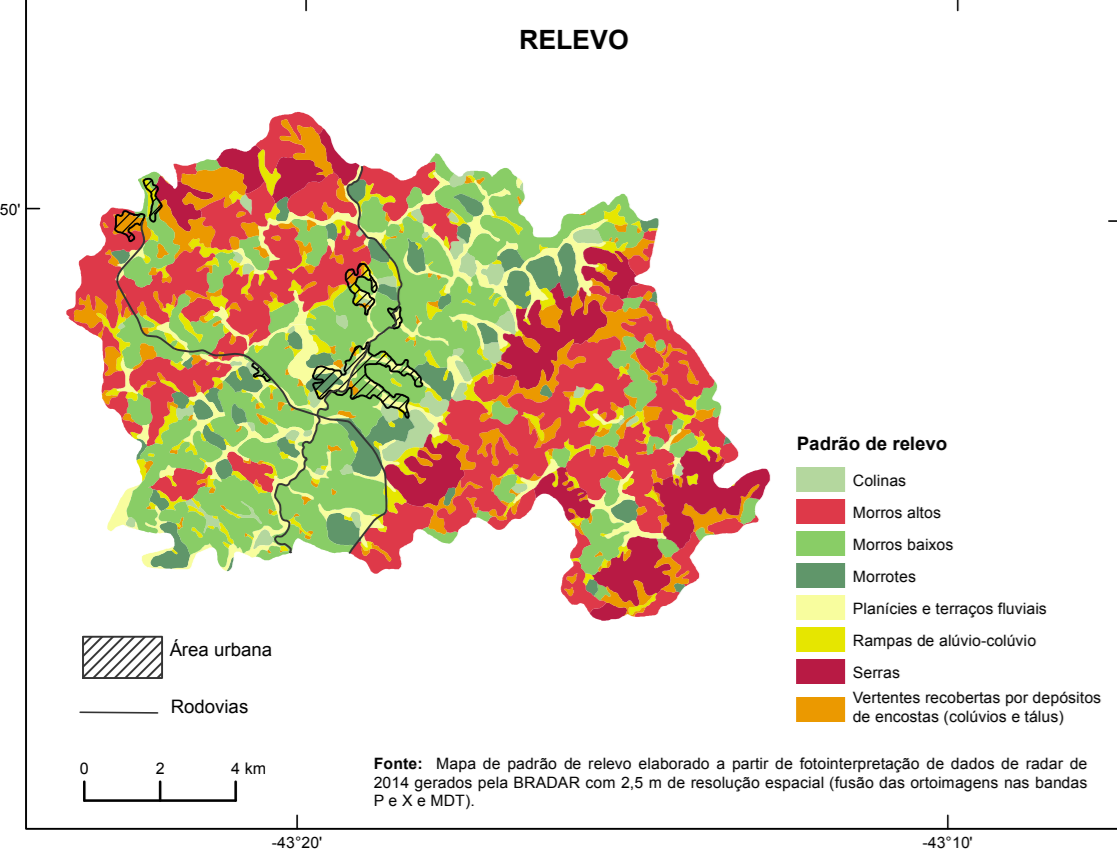 RELEVO
50'
Padrão de relevo
Colinas
Morros altos
Morros baixos
Morrotes
Planícies e terraços fluviais
Rampas de alúvio-colúvio
Serras
Vertentes recobertas por depósitos
de encostas (colúvios e tálus)
Área urbana
Rodovias
0 2 4 km
Fonte: Mapa de padrão de relevo elaborado a partir de fotointerpretação de dados de radar de
2014 gerados pela BRADAR com 2,5 m de resolução espacial (fusão das ortoimagens nas bandas
P e X e MDT).
-43°20' -43°10'